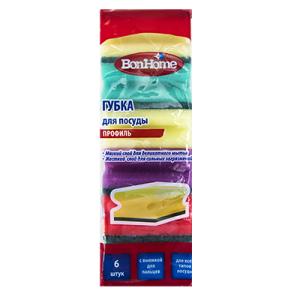 BonHome
ГУБКА
для посуды
ПРОФИЛЬ
• Мягкий слой для деликатного мытья
• Жесткий слой для сильных загрязнений
6
штук
с выемкой
для
пальцев
для всех
типов
посуды